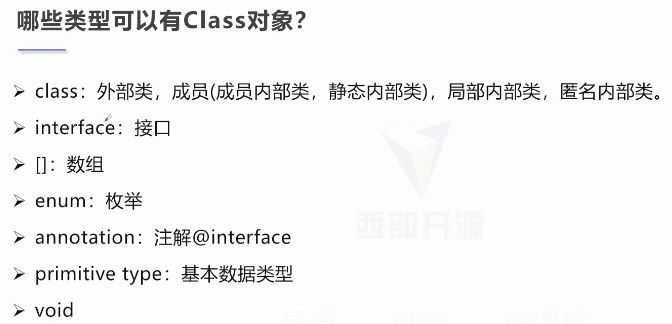 哪些类型可以有Class对象？
class：外部类，成员(成员内部类，静态内部类)，局部内部类，匿名内部类。
interface：接口
[]：数组
enum：枚举
annotation：注解@interface
primitive type：基本数据类型
void
西部开源